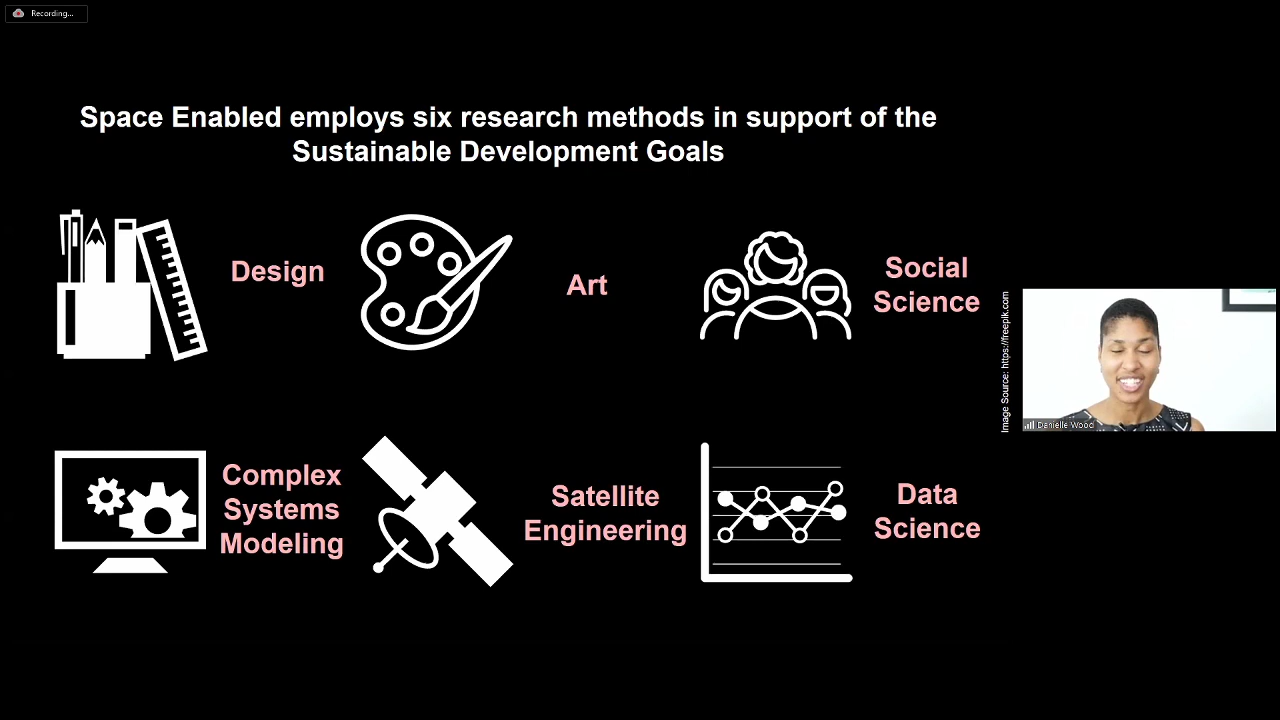 Recording...
Space Enabled employs six research methods in support of the
Sustainable Development Goals
Design
Art
Social
Science
Complex
Systems
Modeling
Satellite
Engineering
Data
Science
Image Source: https://freepik.com
Danielle Wood